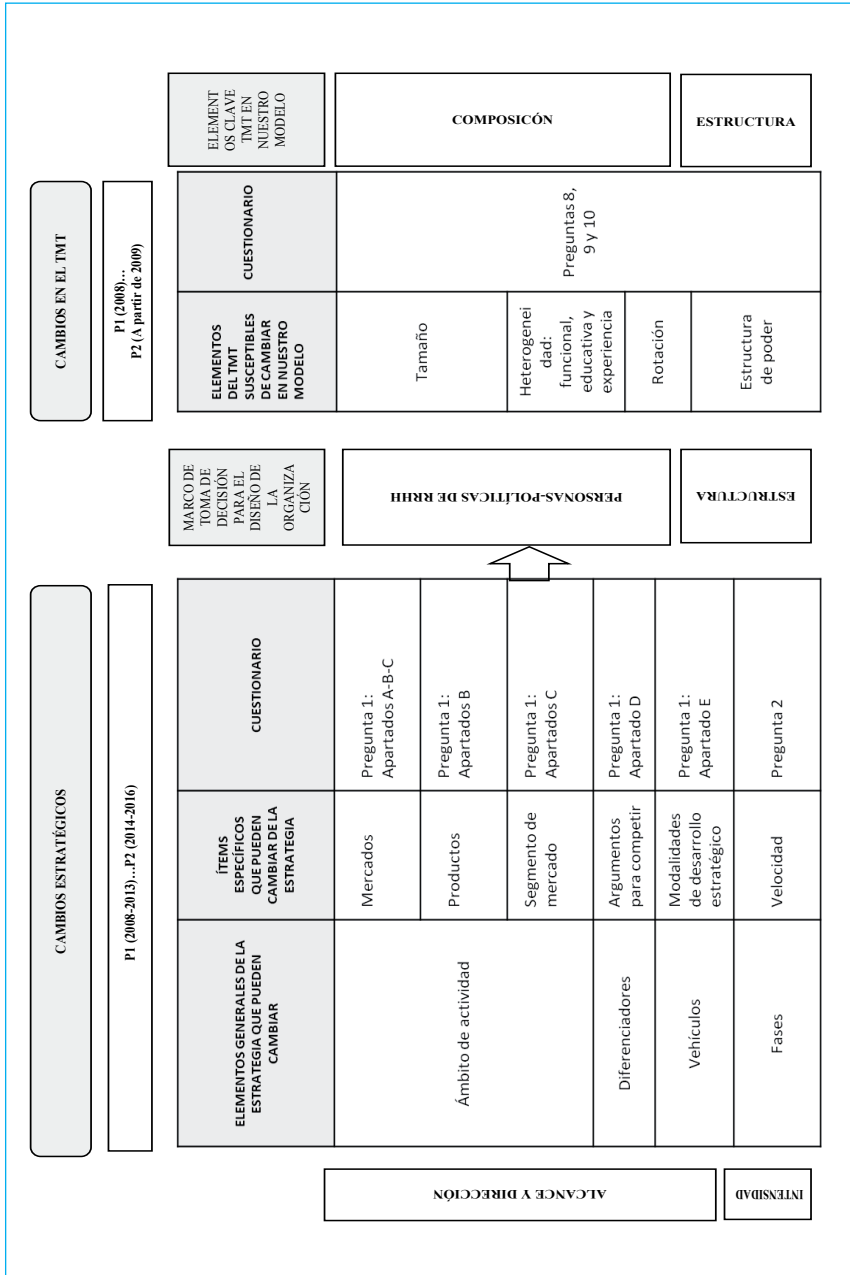 CAMBIOS ESTRATÉGICOS
P1 (2008-2013)...P2 (2014-2016)
ELEMENTOS GENERALES DE LA
ESTRATEGIA QUE PUEDEN
CAMBIAR
ÍTEMS
ESPECÍFICOS
QUE PUEDEN
CAMBIAR DE LA
ESTRATEGIA
CUESTIONARIO
ALCANCE Y DIRECCIÓN
Ámbito de actividad
Mercados
Pregunta 1:
Apartados A-B-C
Productos
Pregunta 1:
Apartados B
Segmento de
mercado
Pregunta 1:
Apartados C
Diferenciadores
Argumentos
para competir
Pregunta 1:
Apartado D
Vehículos
Modalidades
de desarrollo
estratégico
Pregunta 1:
Apartado E
INTENSIDAD
Fases
Velocidad
Pregunta 2
MARCO DE
TOMA DE
DECISIÓN
PARA EL
DISEÑO DE
LA
ORGANIZA
CIÓN
PERSONAS-POLÍTICAS DE RRHH
ESTRUCTURA
CAMBIOS EN EL TMT
P1 (2008)...
P2 (A partir de 2009)
ELEMENTOS
DEL TMT
SUSCEPTIBLES
DE CAMBIAR
EN NUESTRO
MODELO
CUESTIONARIO
Tamaño
Heterogenei
dad:
funcional,
educativa y
experiencia
Rotación
Estructura
de poder
Preguntas 8,
9 y 10
ELEMENT
OS CLAVE
TMT EN
NUESTRO
MODELO
COMPOSICÓN
ESTRUCTURA